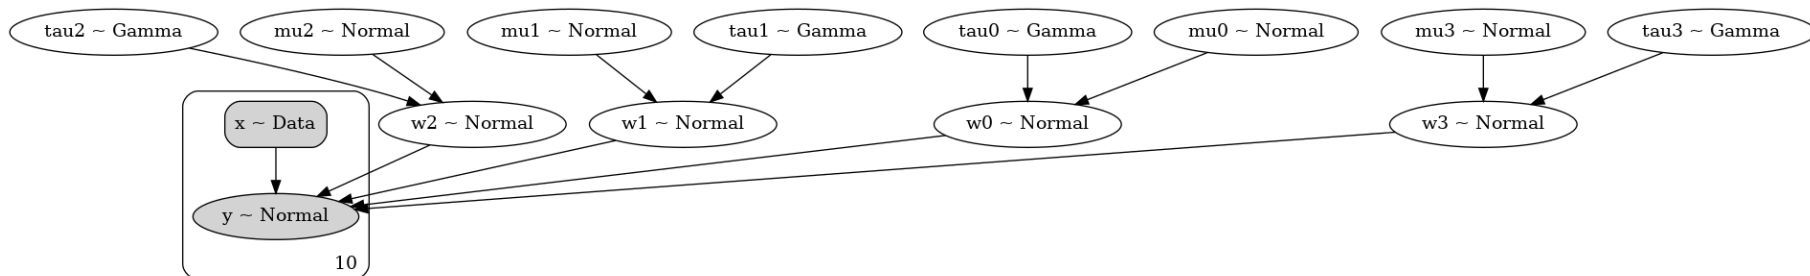 tau2 ~ Gamma
mu2 ~ Normal
mu1 ~ Normal
tau1 ~ Gamma
tau0 ~ Gamma
mu0 ~ Normal
mu3 ~ Normal
tau3 ~ Gamma
x ~ Data
w2 ~ Normal
w1 ~ Normal
w0 ~ Normal
w3 ~ Normal
y ~ Normal
10